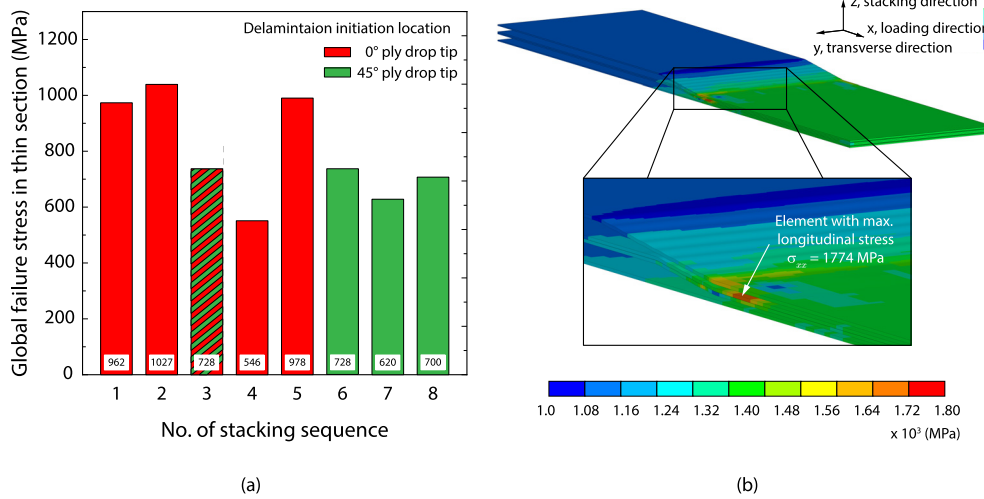 (a)
Global failure stress in thin section (MPa)
1200
1000
800
600
400
200
0
Delamintaion initiation location
0° ply drop tip
45° ply drop tip
962
1027
728
546
978
728
620
700
1
2
3
4
5
6
7
8
No. of stacking sequence
(a)
(b)
z, stacking direction
x, loading direction
y, transverse direction
Element with max.
longitudinal stress
σxx = 1774 MPa
1.0
1.08
1.16
1.24
1.32
1.40
1.48
1.56
1.64
1.72
1.80
x 10³ (MPa)
(b)